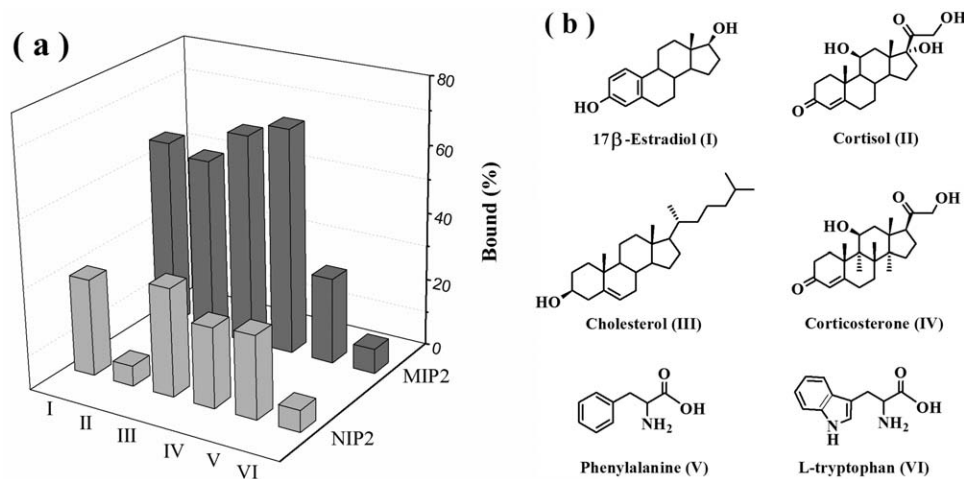 ( a )
80
60
40
20
0
Bound (%)
I
II
III
IV
V
VI
MIP2
NIP2
( b )
OH
HO
17β-Estradiol (I)
O
OH
HO
OH
O
Cortisol (II)
HO
Cholesterol (III)
OH
O
HO
O
Corticosterone (IV)
O
OH
NH2
Phenylalanine (V)
O
OH
NH2
N
H
L-tryptophan (VI)